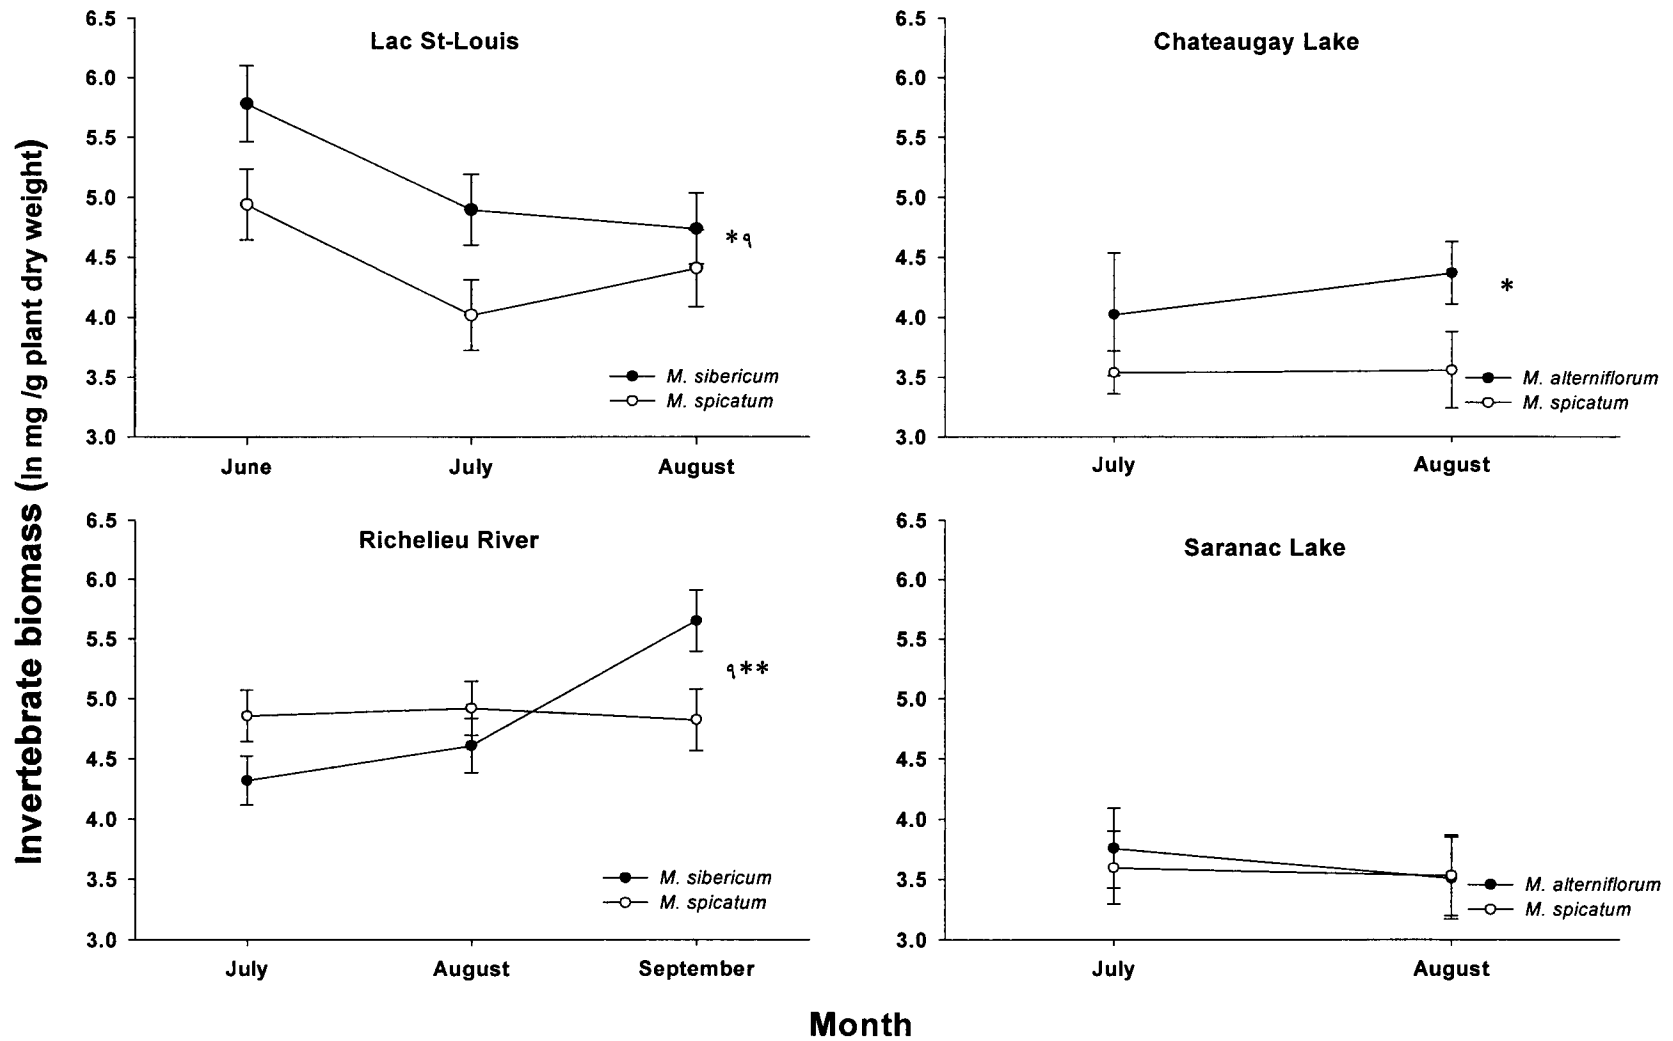 Invertebrate biomass (ln mg /g plant dry weight)
Lac St-Louis
6.5
6.0
5.5
5.0
4.5
4.0
3.5
3.0
*९
M. sibericum
M. spicatum
June July August
Chateaugay Lake
6.5
6.0
5.5
5.0
4.5
4.0
3.5
3.0
*
M. alterniflorum
M. spicatum
July August
Richelieu River
6.5
6.0
5.5
5.0
4.5
4.0
3.5
3.0
९**
M. sibericum
M. spicatum
July August September
Saranac Lake
6.5
6.0
5.5
5.0
4.5
4.0
3.5
3.0
M. alterniflorum
M. spicatum
July August
Month